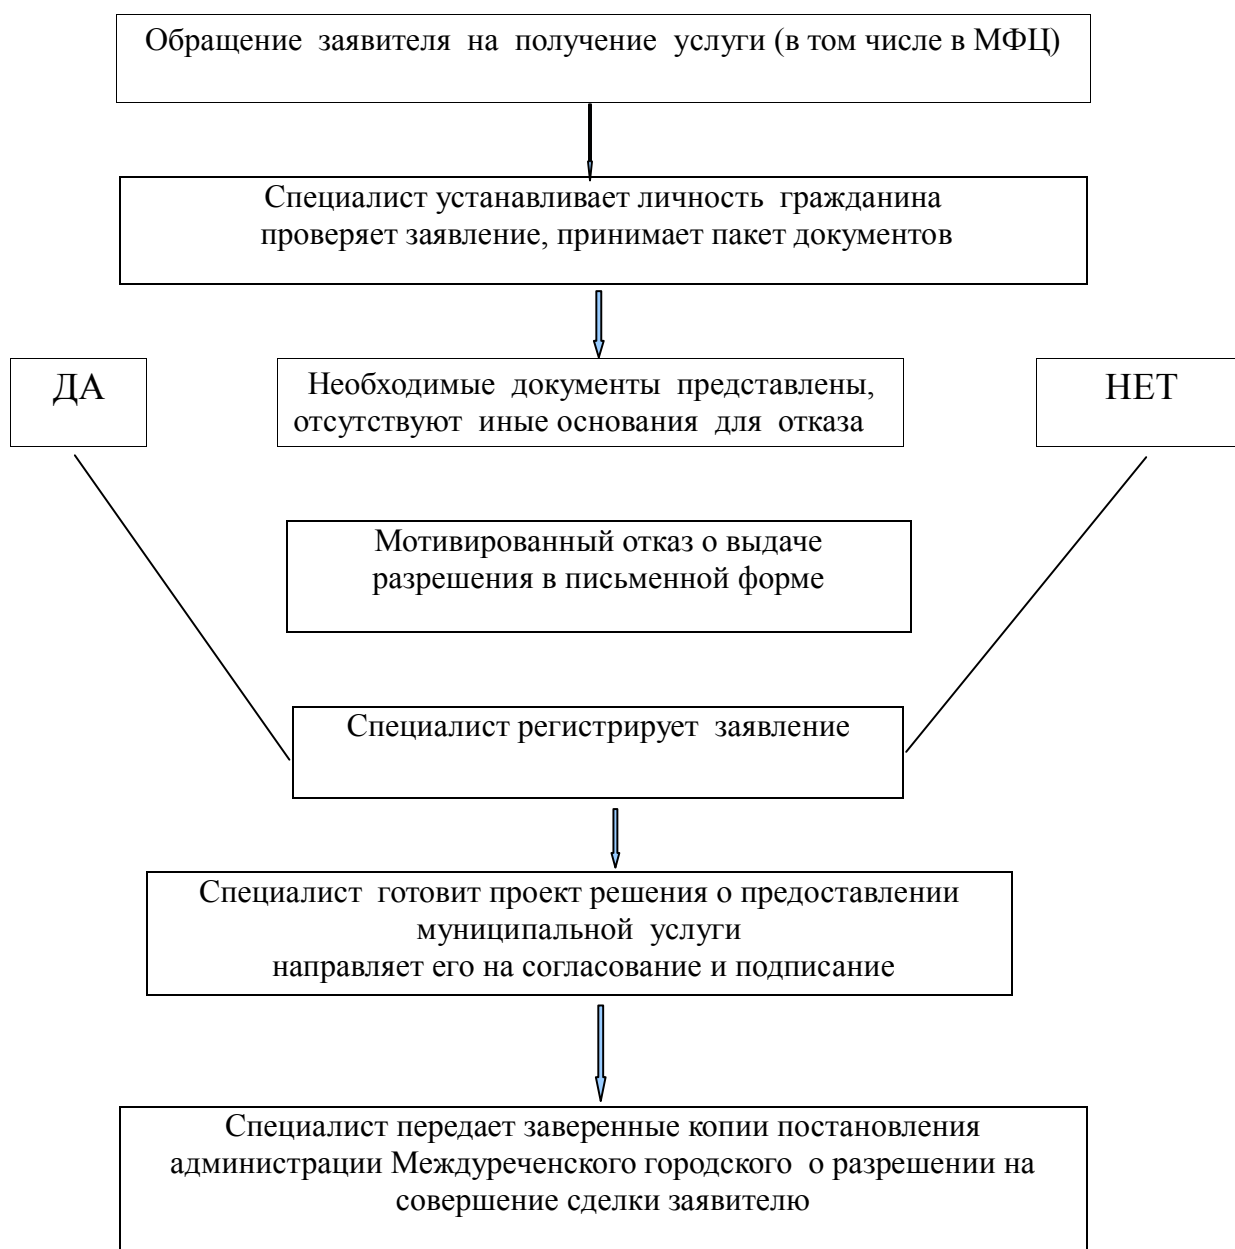 Обращение заявителя на получение услуги (в том числе в МФЦ)
Специалист устанавливает личность гражданина
проверяет заявление, принимает пакет документов
ДА
Необходимые документы представлены,
отсутствуют иные основания для отказа
НЕТ
Мотивированный отказ о выдаче
разрешения в письменной форме
Специалист регистрирует заявление
Специалист готовит проект решения о предоставлении
муниципальной услуги
направляет его на согласование и подписание
Специалист передает заверенные копии постановления
администрации Междуреченского городского о разрешении на
совершение сделки заявителю